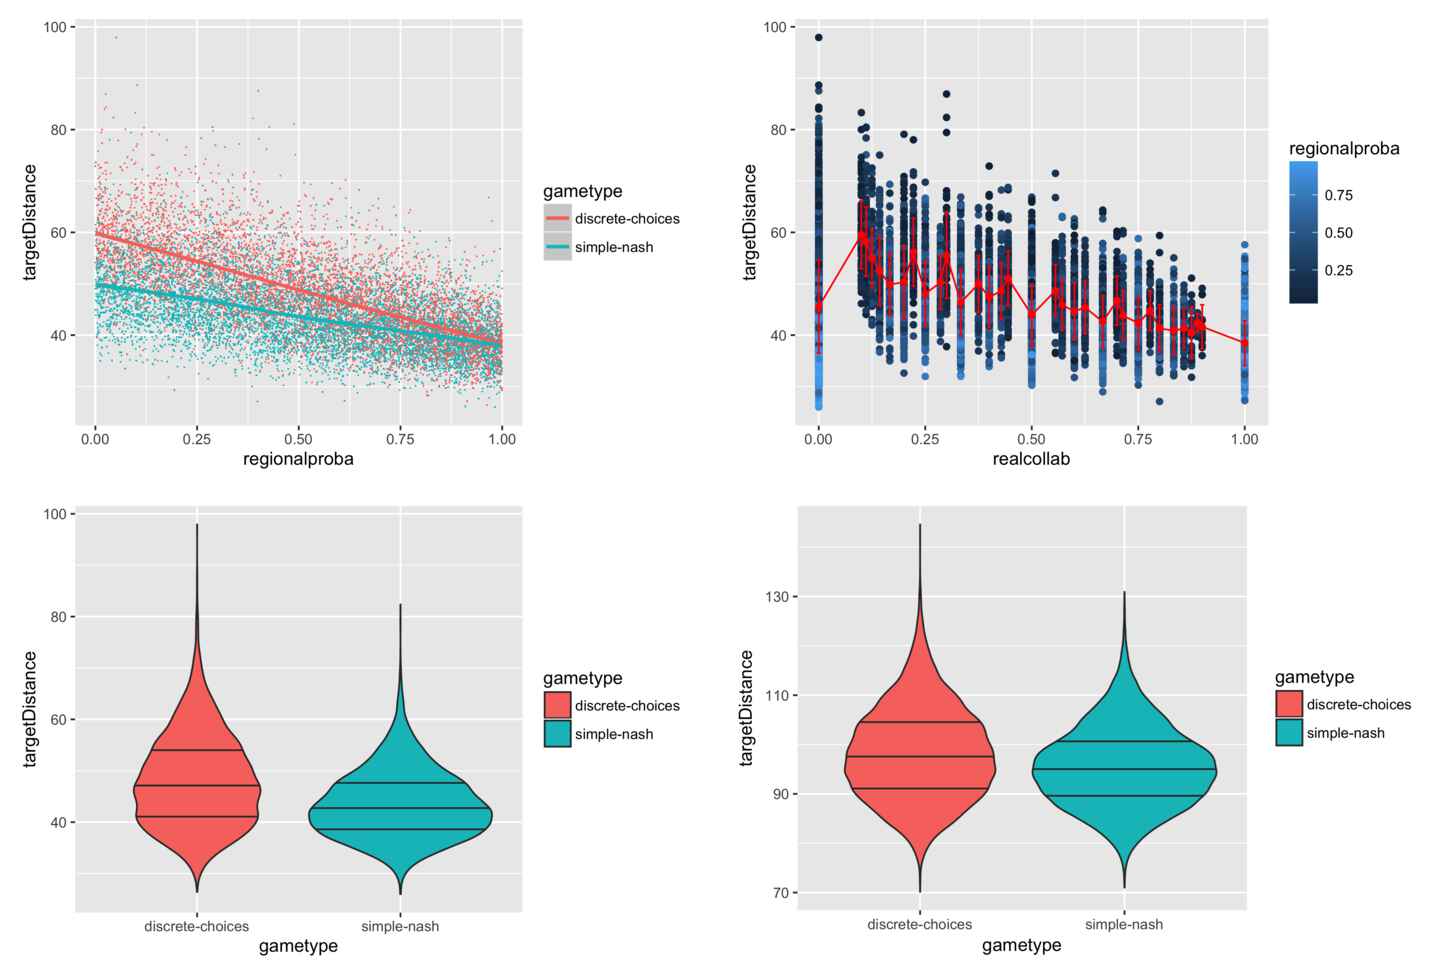 100
80
60
40
targetDistance
0.00 0.25 0.50 0.75 1.00
regionalproba
gametype
discrete-choices
simple-nash
100
80
60
40
targetDistance
0.00 0.25 0.50 0.75 1.00
realcollab
regionalproba
0.75
0.50
0.25
100
80
60
40
targetDistance
discrete-choices simple-nash
gametype
gametype
discrete-choices
simple-nash
130
110
90
70
targetDistance
discrete-choices simple-nash
gametype
gametype
discrete-choices
simple-nash